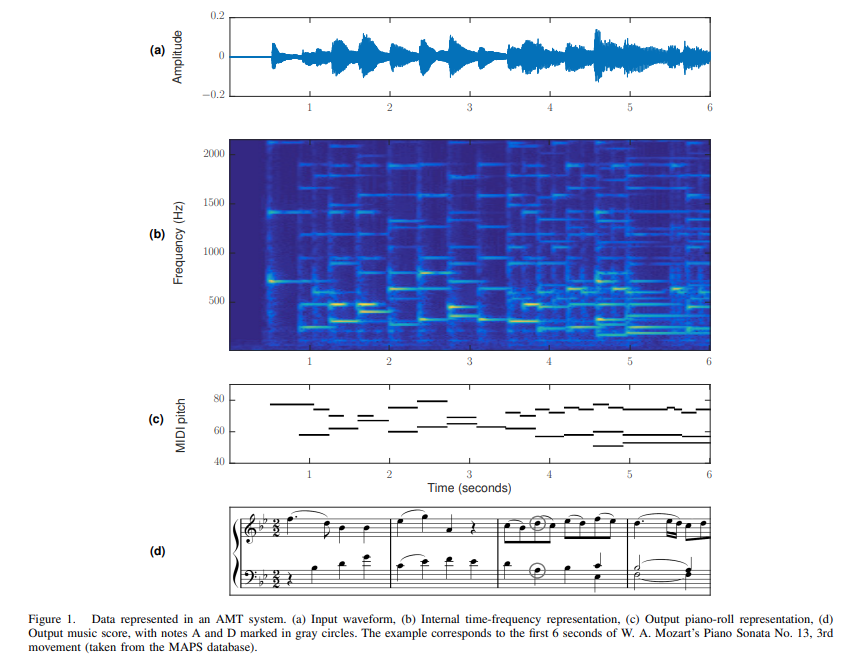 0.2
(a)
Amplitude
0
−0.2
1 2 3 4 5 6
2000
1500
(b)
Frequency (Hz)
1000
500
1 2 3 4 5 6
80
(c)
MIDI pitch
60
40
1 2 3 4 5 6
Time (seconds)
2 2
(d)
2 2
Figure 1. Data represented in an AMT system. (a) Input waveform, (b) Internal time-frequency representation, (c) Output piano-roll representation, (d)
Output music score, with notes A and D marked in gray circles. The example corresponds to the first 6 seconds of W. A. Mozart's Piano Sonata No. 13, 3rd
movement (taken from the MAPS database).